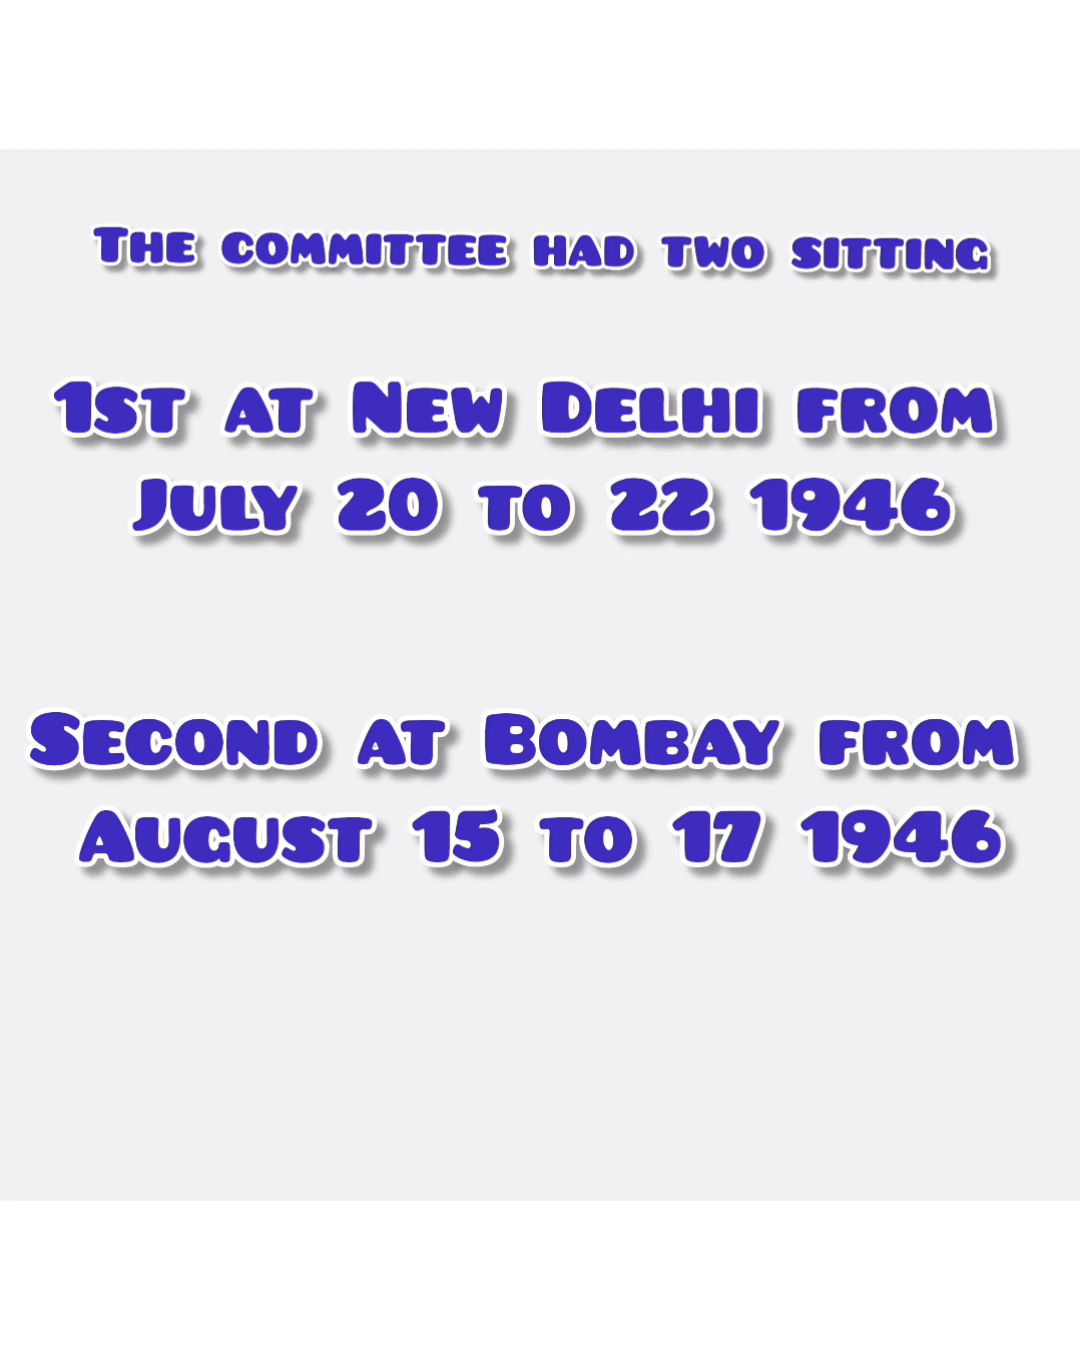 The committee had two sitting
1st at New Delhi from
July 20 to 22 1946
Second at Bombay from
August 15 to 17 1946